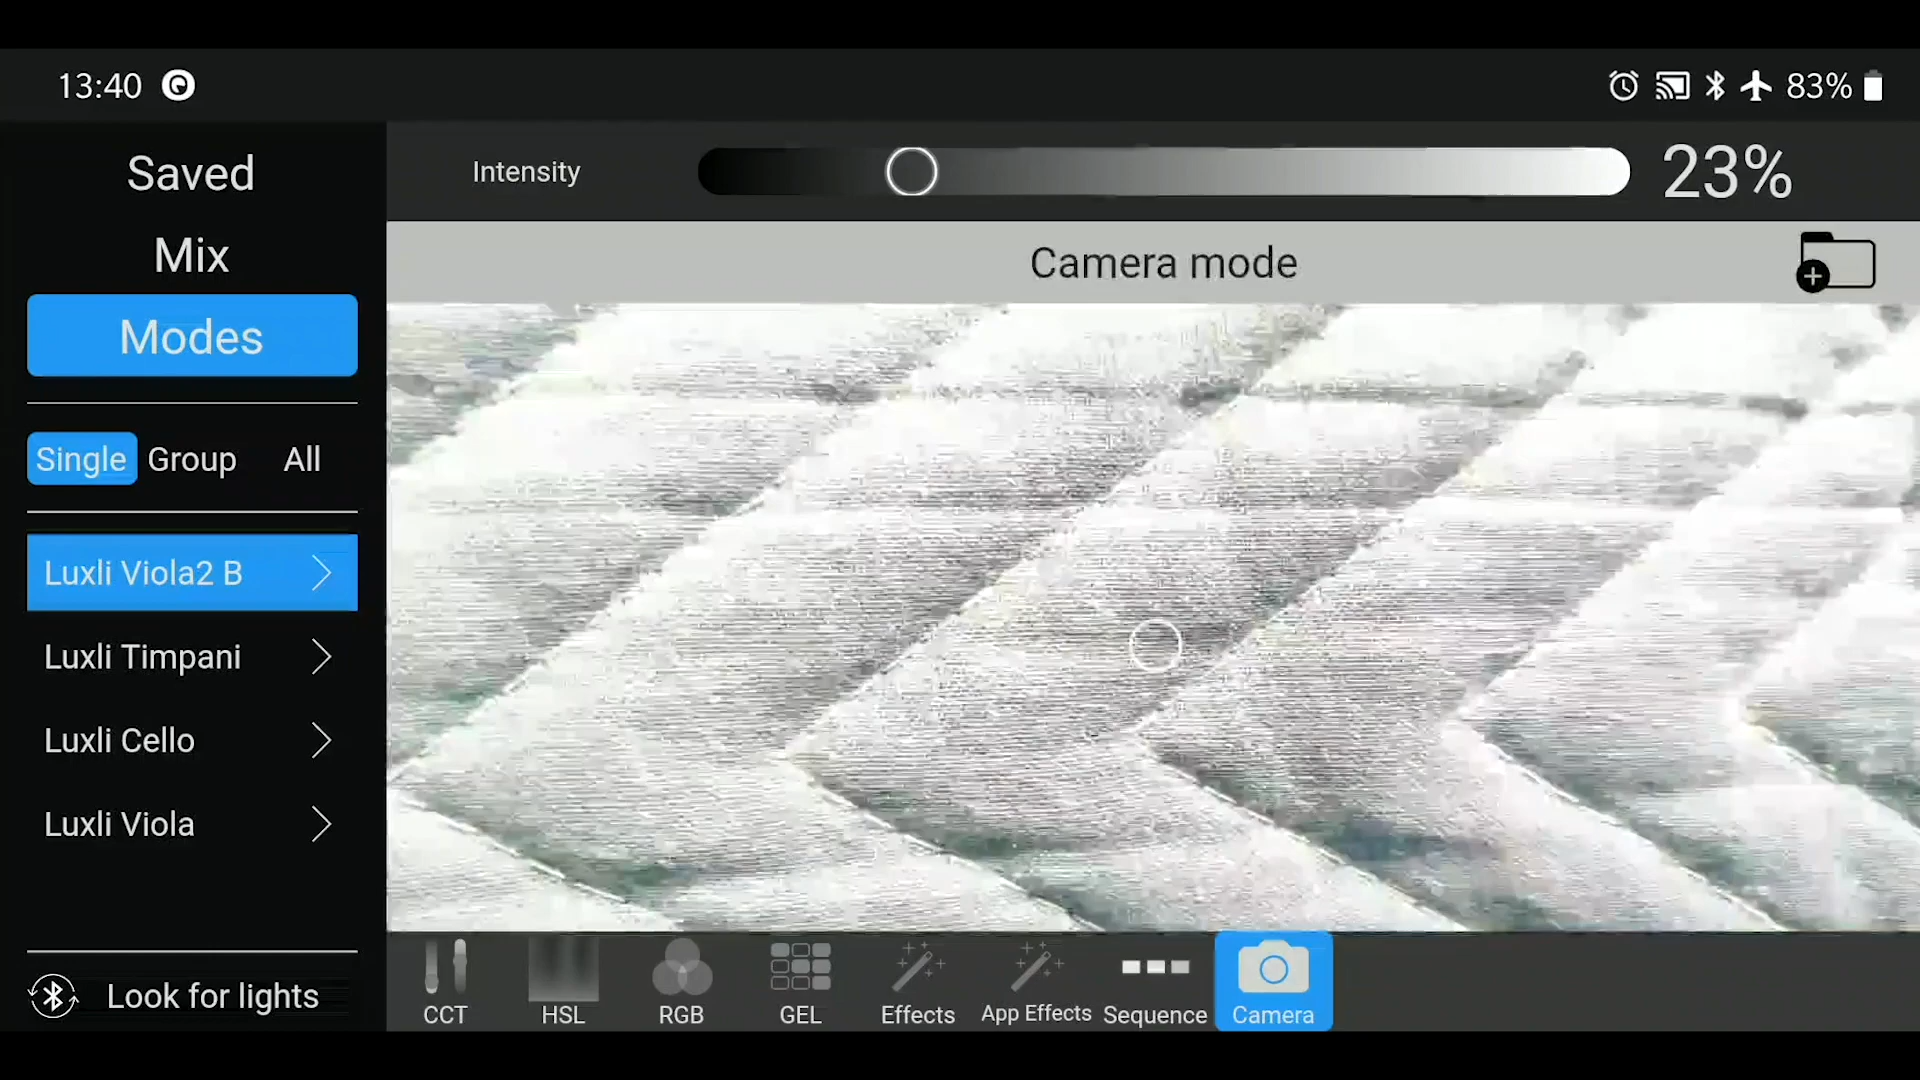 13:40
83%
Saved
Mix
Modes
Single Group All
Luxli Viola2 B
Luxli Timpani
Luxli Cello
Luxli Viola
Look for lights
Intensity
23%
Camera mode
CCT HSL RGB GEL Effects App Effects Sequence Camera